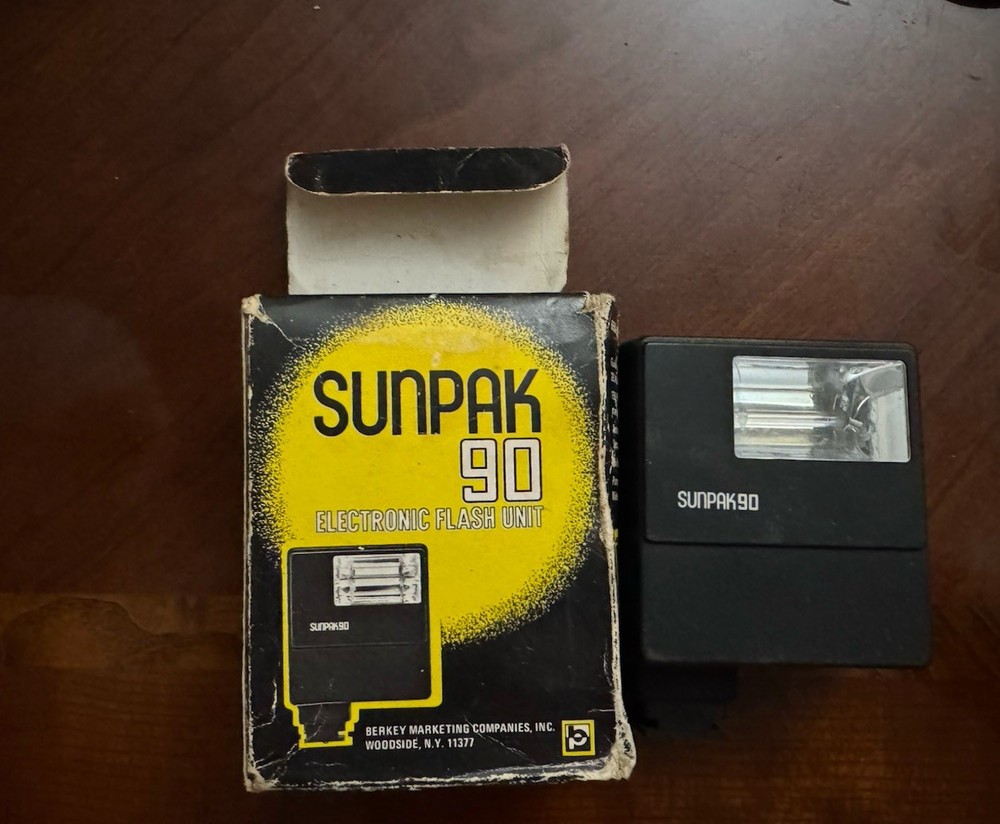 SUNPAK
90
ELECTRONIC FLASH UNIT
SUNPAK90
BERKEY MARKETING COMPANIES, INC.
WOODSIDE, N.Y. 11377
SUNPAK90